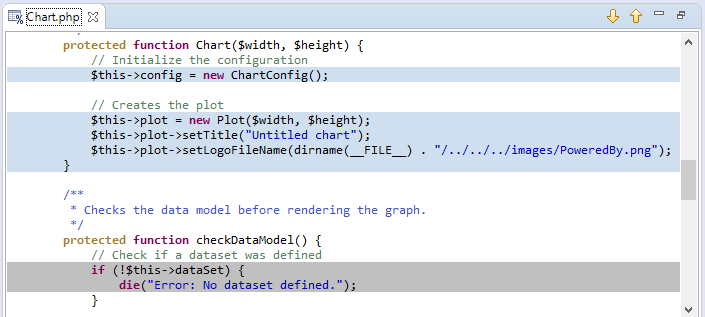 Chart.php
*/
protected function Chart($width, $height) {
// Initialize the configuration
$this->config = new ChartConfig();
// Creates the plot
$this->plot = new Plot($width, $height);
$this->plot->setTitle("Untitled chart");
$this->plot->setLogoFileName(dirname(__FILE__) . "/../../../images/PoweredBy.png");
}
/**
* Checks the data model before rendering the graph.
*/
protected function checkDataModel() {
// Check if a dataset was defined
if (!$this->dataSet) {
die("Error: No dataset defined.");
}